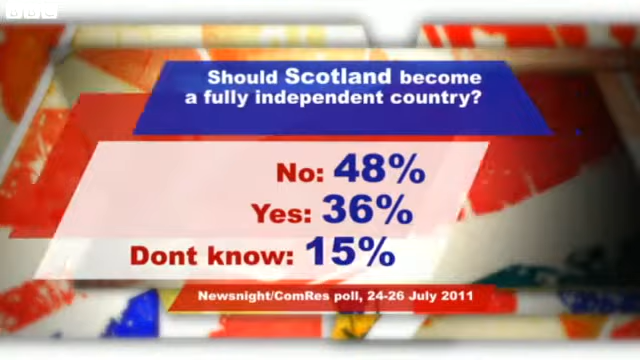 BBC
Should Scotland become
a fully independent country?
No: 48%
Yes: 36%
Dont know: 15%
Newsnight/ComRes poll, 24-26 July 2011